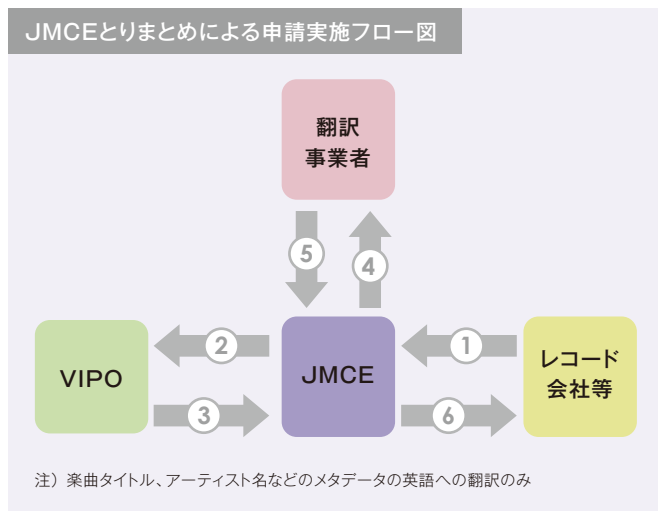 JMCEとりまとめによる申請実施フロー図
翻訳
事業者
⑤
④
②
①
VIPO
JMCE
レコード
会社等
③
⑥
注）楽曲タイトル、アーティスト名などのメタデータの英語への翻訳のみ